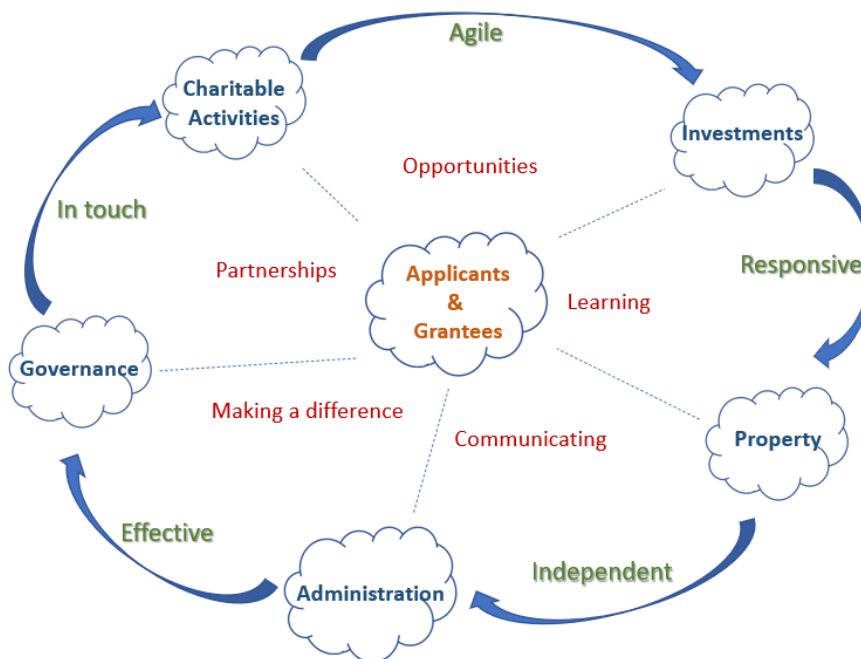 Agile
Charitable
Activities
Investments
Opportunities
In touch
Responsive
Partnerships
Applicants
&
Grantees
Learning
Governance
Making a difference
Communicating
Property
Effective
Independent
Administration